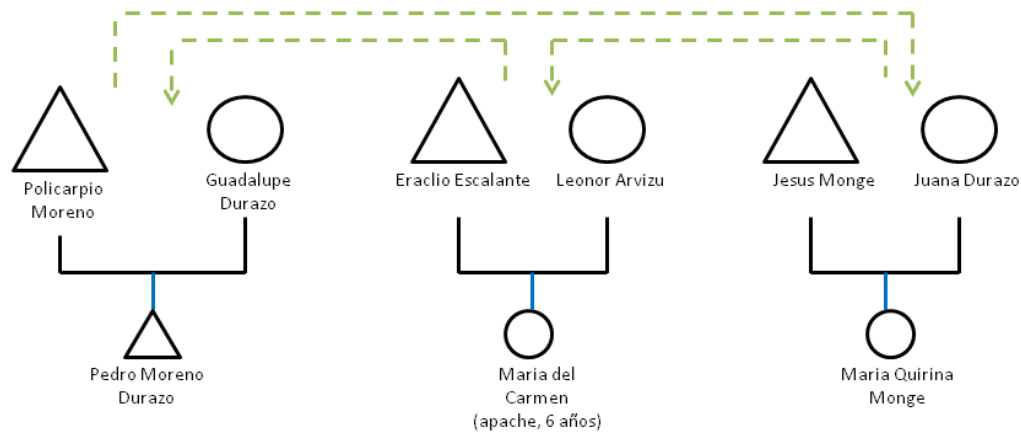 Policarpio
Moreno
Guadalupe
Durazo
Eraclio Escalante
Leonor Arvizu
Jesus Monge
Juana Durazo
Pedro Moreno
Durazo
Maria del
Carmen
(apache, 6 años)
Maria Quirina
Monge